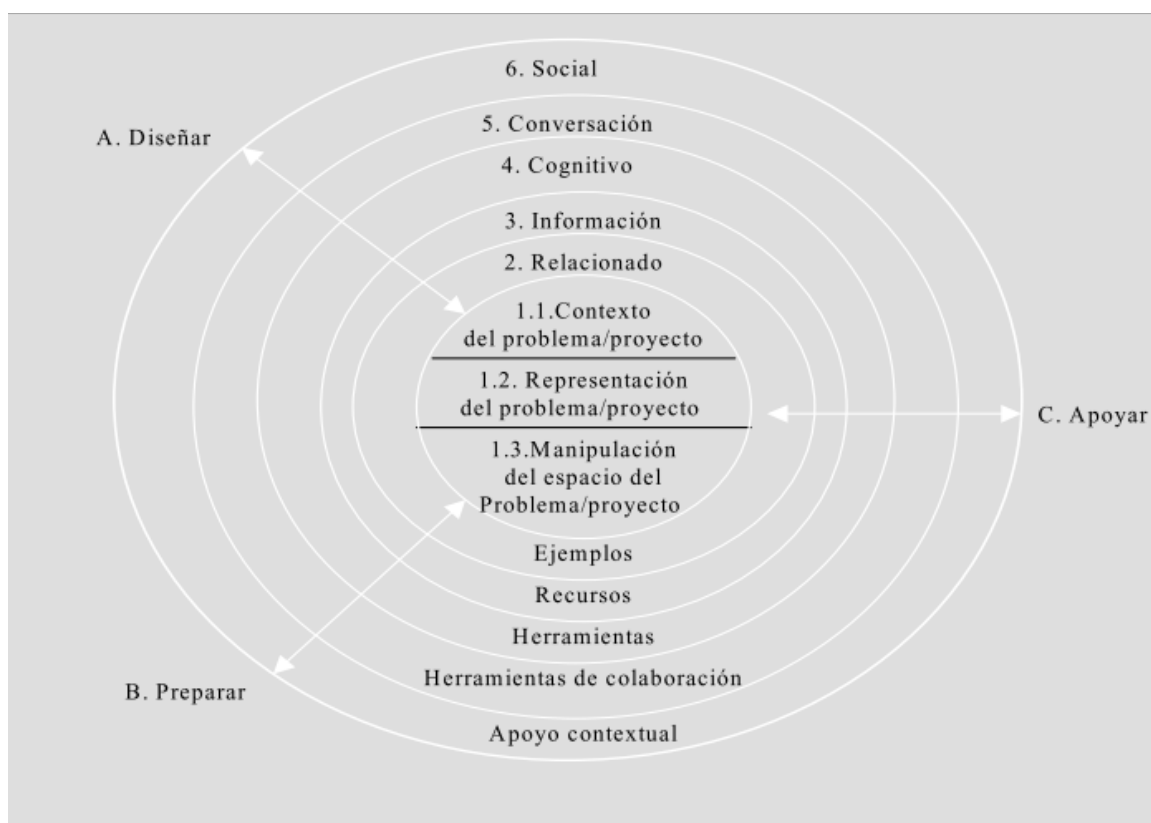 6. Social
5. Conversación
A. Diseñar
4. Cognitivo
3. Información
2. Relacionado
1.1.Contexto
del problema/proyecto
1.2. Representación
del problema/proyecto
C. Apoyar
1.3.Manipulación
del espacio del
Problema/proyecto
Ejemplos
Recursos
Herramientas
Herramientas de colaboración
B. Preparar
Apoyo contextual